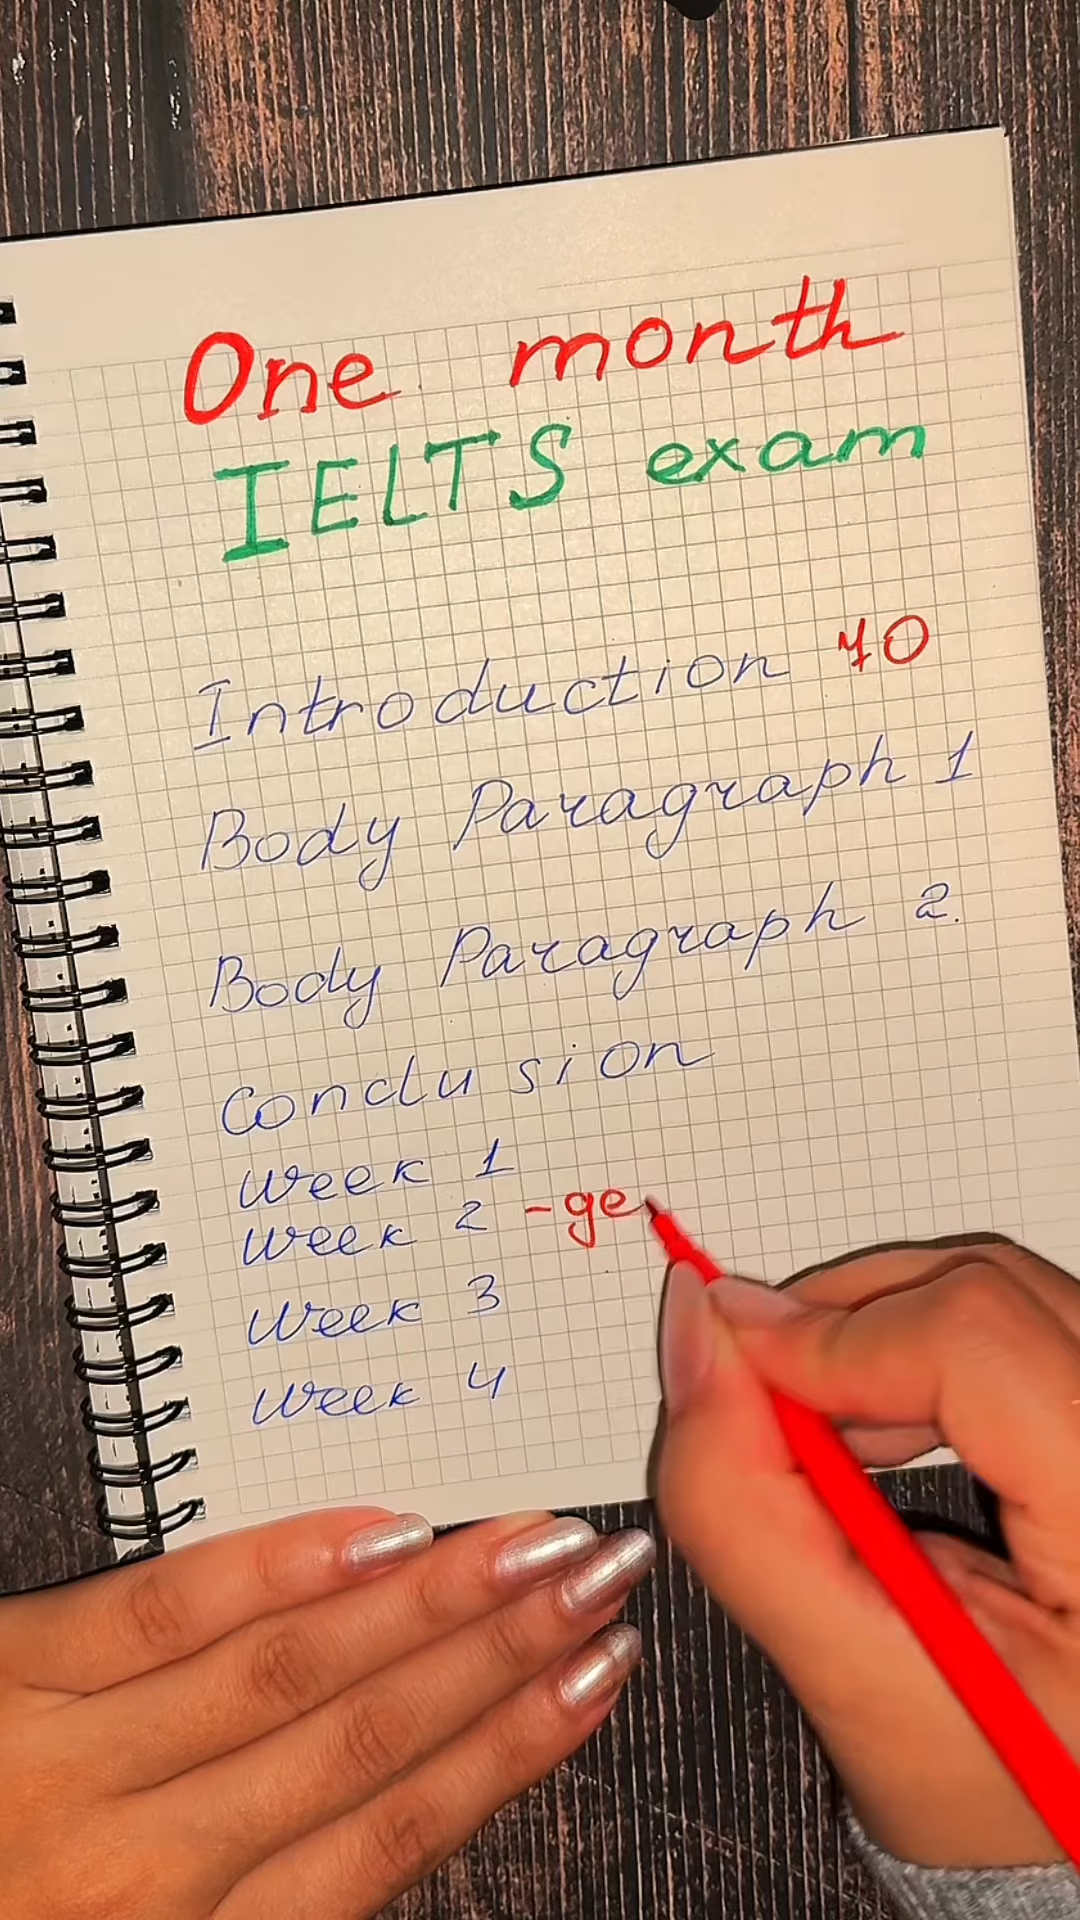 One month
IELTS exam
Introduction 10
Body Paragraph 1
Body Paragraph 2.
Conclusion
Week 1
Week 2 - ge
Week 3
Week 4